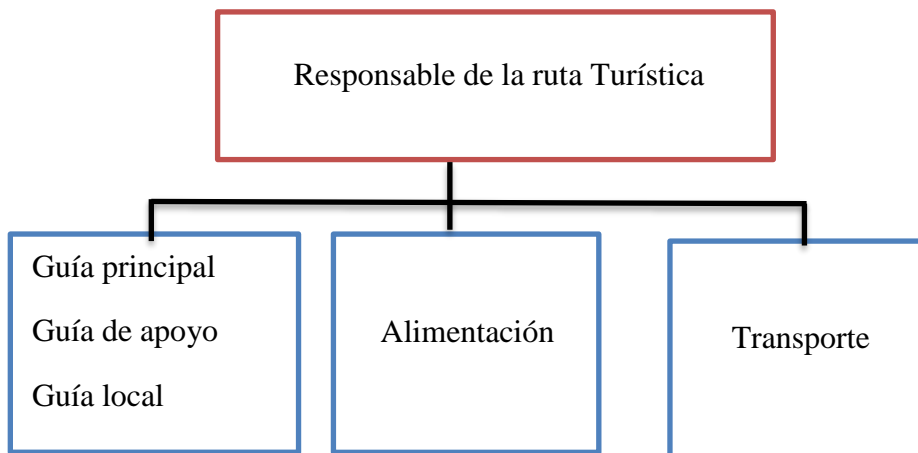 Responsable de la ruta Turística
Guía principal
Guía de apoyo
Guía local
Alimentación
Transporte